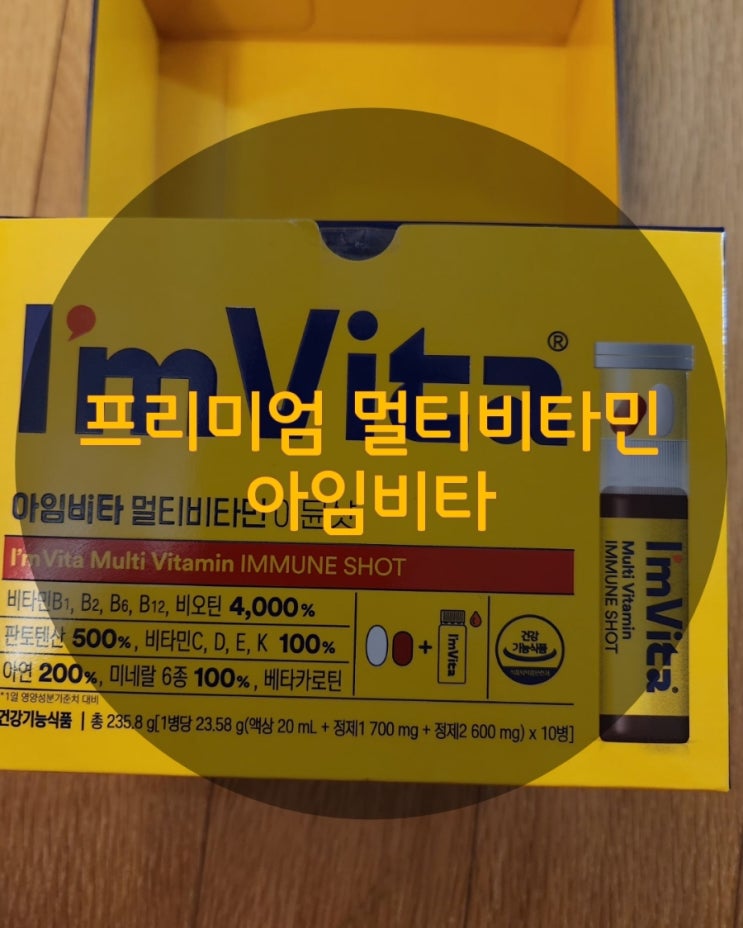 I'mVita®
프리미엄 멀티비타민
아임비타
아임비타 멀티비타민 이뮨샷
I'm Vita Multi Vitamin IMMUNE SHOT
비타민B1, B2, B6, B12, 비오틴 4,000%
판토텐산 500%, 비타민C, D, E, K 100%
아연 200%, 미네랄 6종 100%, 베타카로틴
*1일 영양성분기준치 대비
건강기능식품 | 총 235.8 g[1병당 23.58 g(액상 20 mL + 정제1 700 mg + 정제2 600 mg) x 10병]
+
I'mVita
건강
기능식품
I'mVita
Multi Vitamin
IMMUNE SHOT